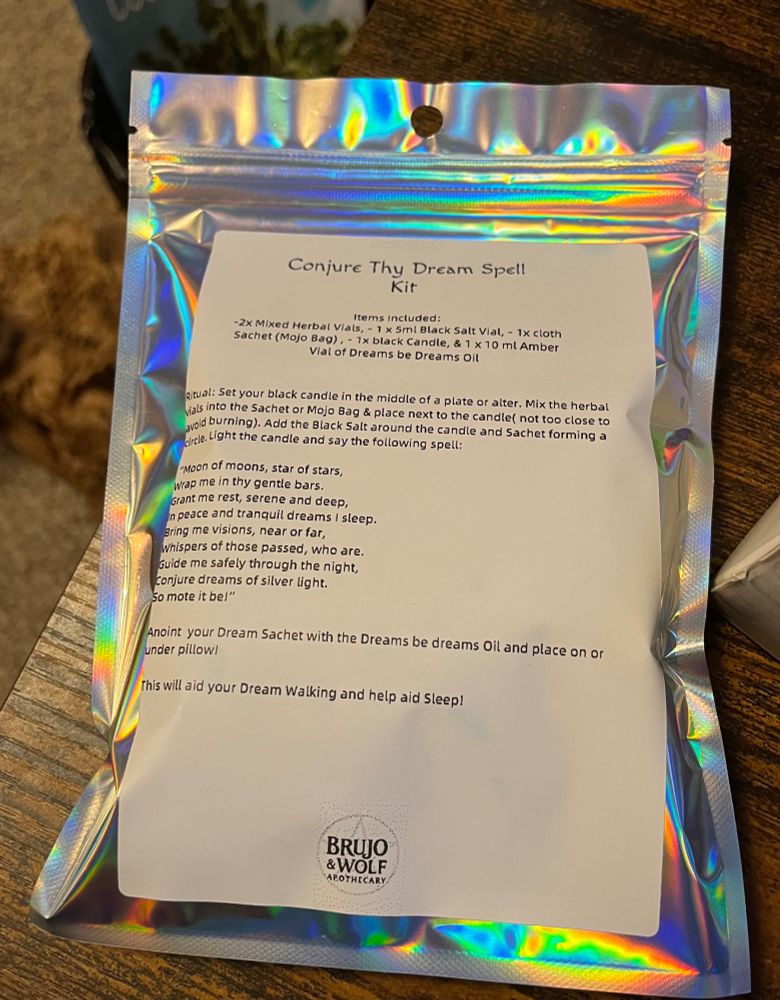 Conjure Thy Dream Spell
Kit
Items Included:
-2x Mixed Herbal Vials, - 1 x 5ml Black Salt Vial, - 1x cloth
Sachet (Mojo Bag) , - 1x black Candle, & 1 x 10 ml Amber
Vial of Dreams be Dreams Oil
Ritual: Set your black candle in the middle of a plate or alter. Mix the herbal
vials into the Sachet or Mojo Bag & place next to the candle( not too close to
avoid burning). Add the Black Salt around the candle and Sachet forming a
circle. Light the candle and say the following spell:
"Moon of moons, star of stars,
Wrap me in thy gentle bars.
Grant me rest, serene and deep,
In peace and tranquil dreams I sleep.
Bring me visions, near or far,
Whispers of those passed, who are.
Guide me safely through the night,
Conjure dreams of silver light.
So mote it be!"
Anoint your Dream Sachet with the Dreams be dreams Oil and place on or
under pillow!
This will aid your Dream Walking and help aid Sleep!
BRUJO
& WOLF
APOTHECARY